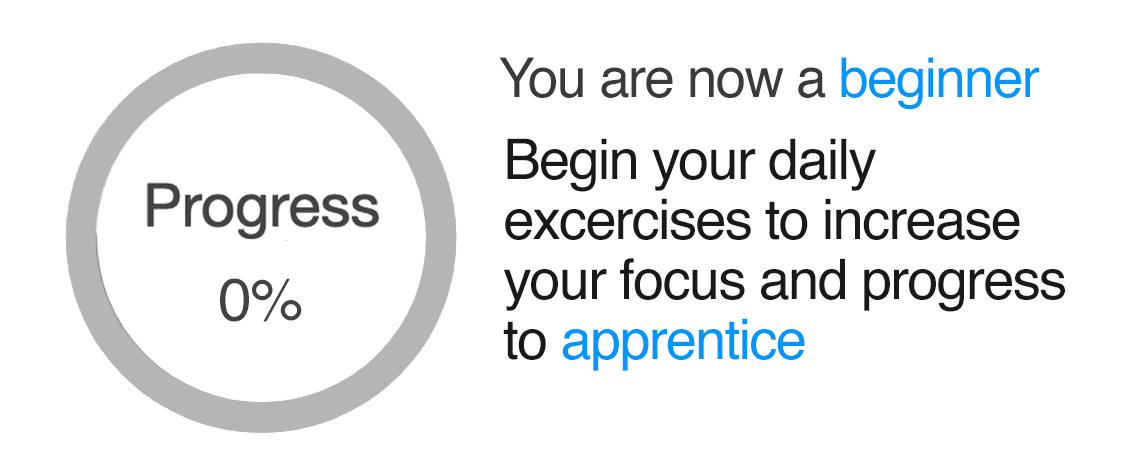 Progress
0%
You are now a beginner
Begin your daily
excercises to increase
your focus and progress
to apprentice